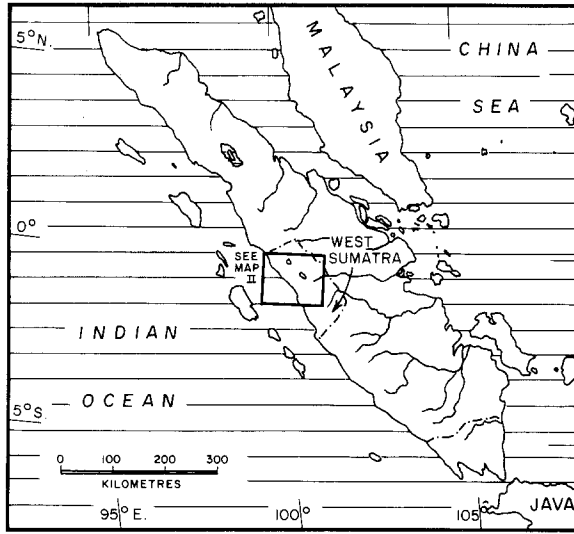 5°N.
CHINA
SEA
MALAYSIA
0°
SEE
MAP
II
WEST
SUMATRA
INDIAN
OCEAN
5°S.
0 100 200 300
KILOMETRES
JAVA
95°E. 100° 105°